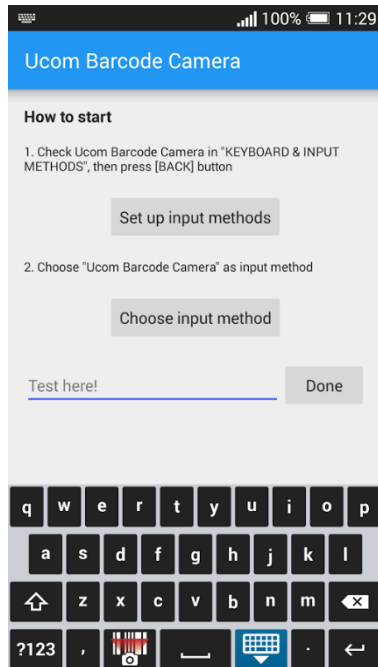 100% 11:29
Ucom Barcode Camera
How to start
1. Check Ucom Barcode Camera in "KEYBOARD & INPUT
METHODS", then press [BACK] button
Set up input methods
2. Choose "Ucom Barcode Camera" as input method
Choose input method
Test here! Done
q w e r t y u i o p
a s d f g h j k l
z x c v b n m
?123 , .